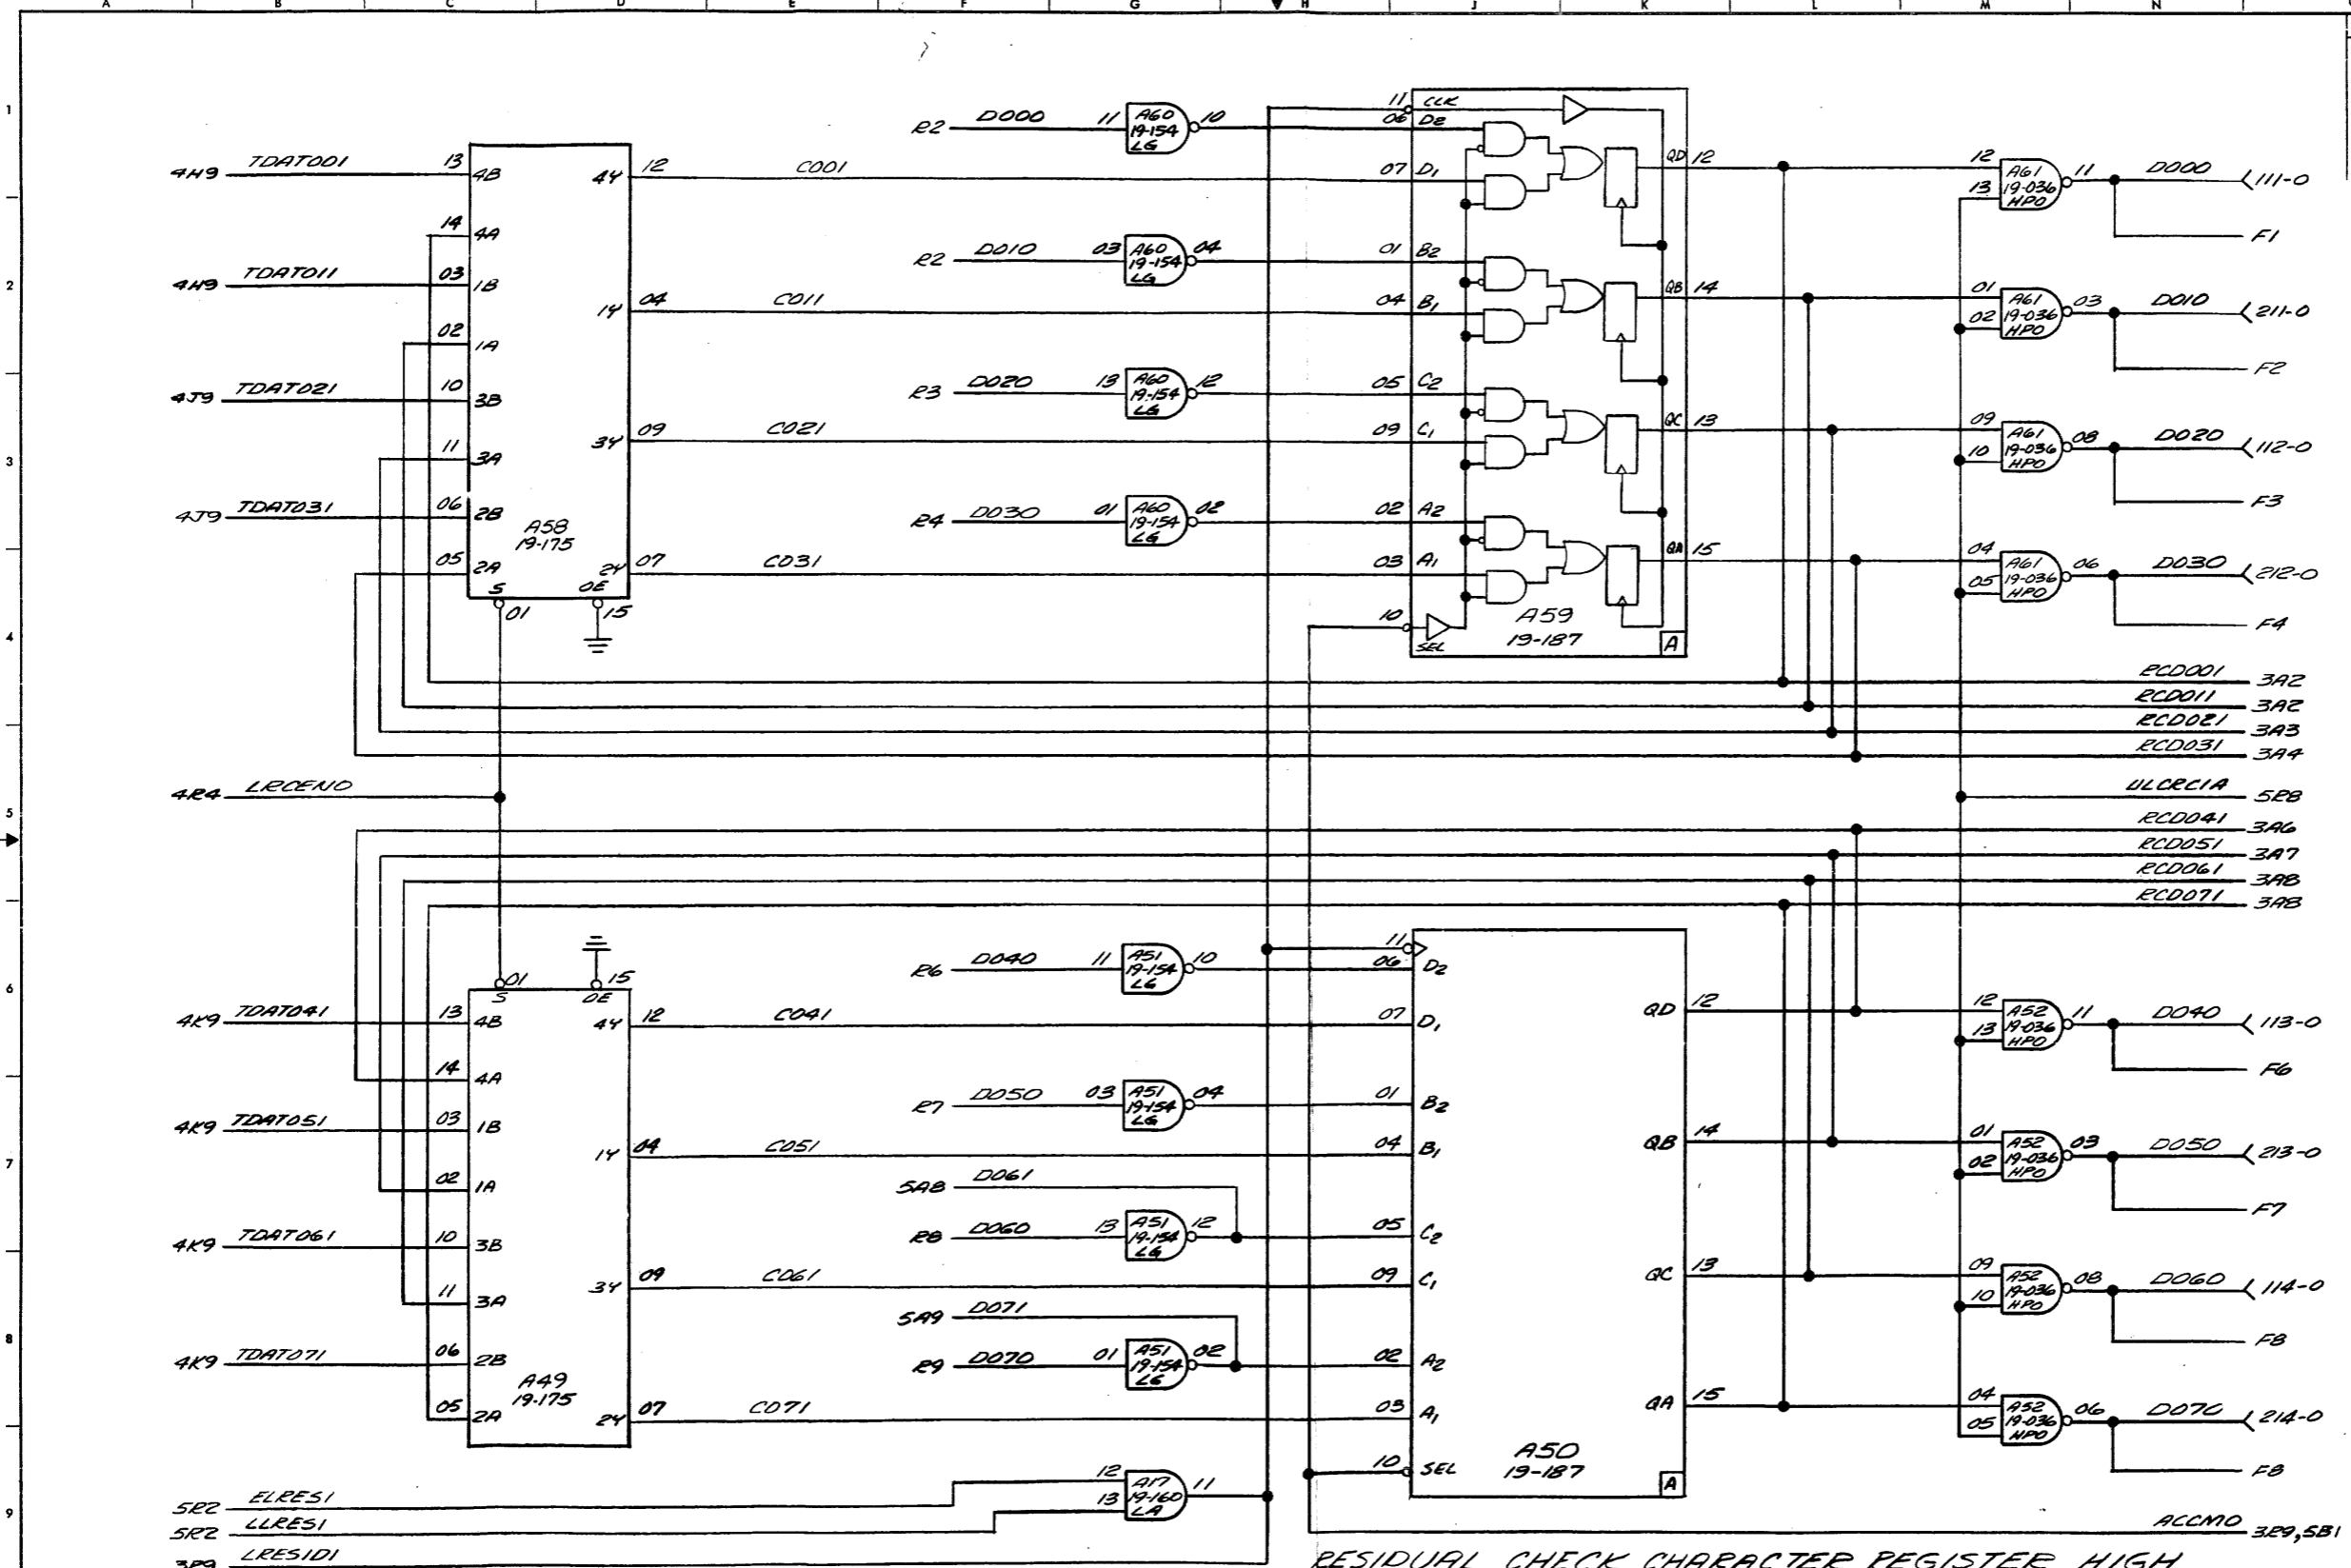 A B C D E F G H J K L M N
1
2
3
4
5
6
7
8
9
4H9 TDAT001 13 4B
14 4A
4H9 TDAT011 03 1B
02 1A
4J9 TDAT021 10 3B
11 3A
4J9 TDAT031 06 2B
05 2A
A58
19-175
S 01
OE 15
4Y 12 C001
1Y 04 C011
3Y 09 C021
2Y 07 C031
R2 D000 11 A60 19-154 LG 10
R2 D010 03 A60 19-154 LG 04
R3 D020 13 A60 19-154 LG 12
R4 D030 01 A60 19-154 LG 02
11 CLK
06 D2
07 D1
01 B2
04 B1
05 C2
09 C1
02 A2
03 A1
10 SEL
A59
19-187
A
QD 12
QB 14
QC 13
QA 15
12 13 A61 19-036 HPO 11 D000 111-0
F1
01 02 A61 19-036 HPO 03 D010 211-0
F2
09 10 A61 19-036 HPO 08 D020 112-0
F3
04 05 A61 19-036 HPO 06 D030 212-0
F4
RCD001 3A2
RCD011 3A2
RCD021 3A3
RCD031 3A4
4R4 LRCEN0
ULCRC1A 5R8
RCD041 3A6
RCD051 3A7
RCD061 3A8
RCD071 3A8
01 S
15 OE
4K9 TDAT041 13 4B
14 4A
4K9 TDAT051 03 1B
02 1A
4K9 TDAT061 10 3B
11 3A
4K9 TDAT071 06 2B
05 2A
A49
19-175
4Y 12 C041
1Y 04 C051
3Y 09 C061
2Y 07 C071
R6 D040 11 A51 19-154 LG 10
R7 D050 03 A51 19-154 LG 04
5A8 D061
R8 D060 13 A51 19-154 LG 12
5A9 D071
R9 D070 01 A51 19-154 LG 02
11
06 D2
07 D1
01 B2
04 B1
05 C2
09 C1
02 A2
03 A1
10 SEL
A50
19-187
A
QD 12
QB 14
QC 13
QA 15
12 13 A52 19-036 HPO 11 D040 113-0
F6
01 02 A52 19-036 HPO 03 D050 213-0
F7
09 10 A52 19-036 HPO 08 D060 114-0
F8
04 05 A52 19-036 HPO 06 D070 214-0
F8
5R2 ELRES1 12
5R2 LLRES1 13
A17 19-160 LA 11
3R9 LRESID1
ACCM0 3R9,5B1
RESIDUAL CHECK CHARACTER REGISTER HIGH